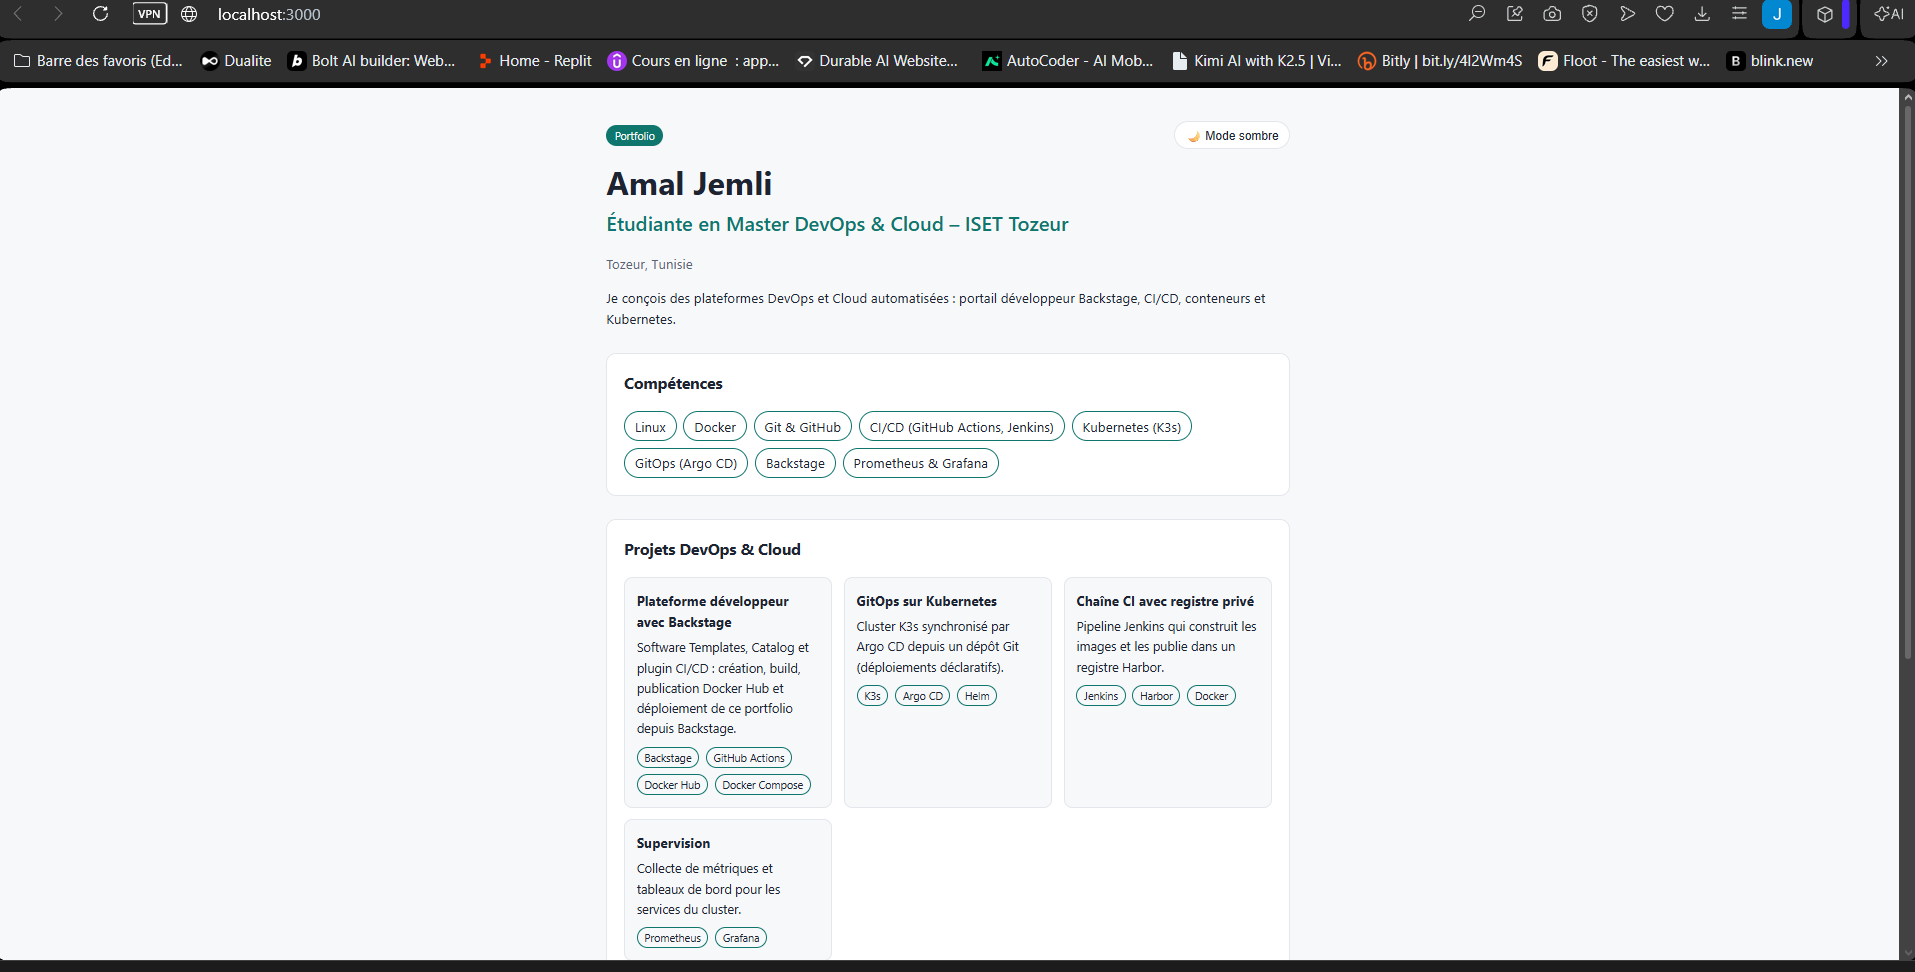 VPN
localhost:3000
J
AI
Barre des favoris (Ed...
Dualite
Bolt AI builder: Web...
Home - Replit
Cours en ligne : app...
Durable AI Website...
AutoCoder - AI Mob...
Kimi AI with K2.5 | Vi...
Bitly | bit.ly/4l2Wm4S
Floot - The easiest w...
B blink.new
Portfolio
🌙 Mode sombre
Amal Jemli
Étudiante en Master DevOps & Cloud – ISET Tozeur
Tozeur, Tunisie
Je conçois des plateformes DevOps et Cloud automatisées : portail développeur Backstage, CI/CD, conteneurs et
Kubernetes.
Compétences
Linux
Docker
Git & GitHub
CI/CD (GitHub Actions, Jenkins)
Kubernetes (K3s)
GitOps (Argo CD)
Backstage
Prometheus & Grafana
Projets DevOps & Cloud
Plateforme développeur
avec Backstage
Software Templates, Catalog et
plugin CI/CD : création, build,
publication Docker Hub et
déploiement de ce portfolio
depuis Backstage.
Backstage
GitHub Actions
Docker Hub
Docker Compose
GitOps sur Kubernetes
Cluster K3s synchronisé par
Argo CD depuis un dépôt Git
(déploiements déclaratifs).
K3s
Argo CD
Helm
Chaîne CI avec registre privé
Pipeline Jenkins qui construit les
images et les publie dans un
registre Harbor.
Jenkins
Harbor
Docker
Supervision
Collecte de métriques et
tableaux de bord pour les
services du cluster.
Prometheus
Grafana